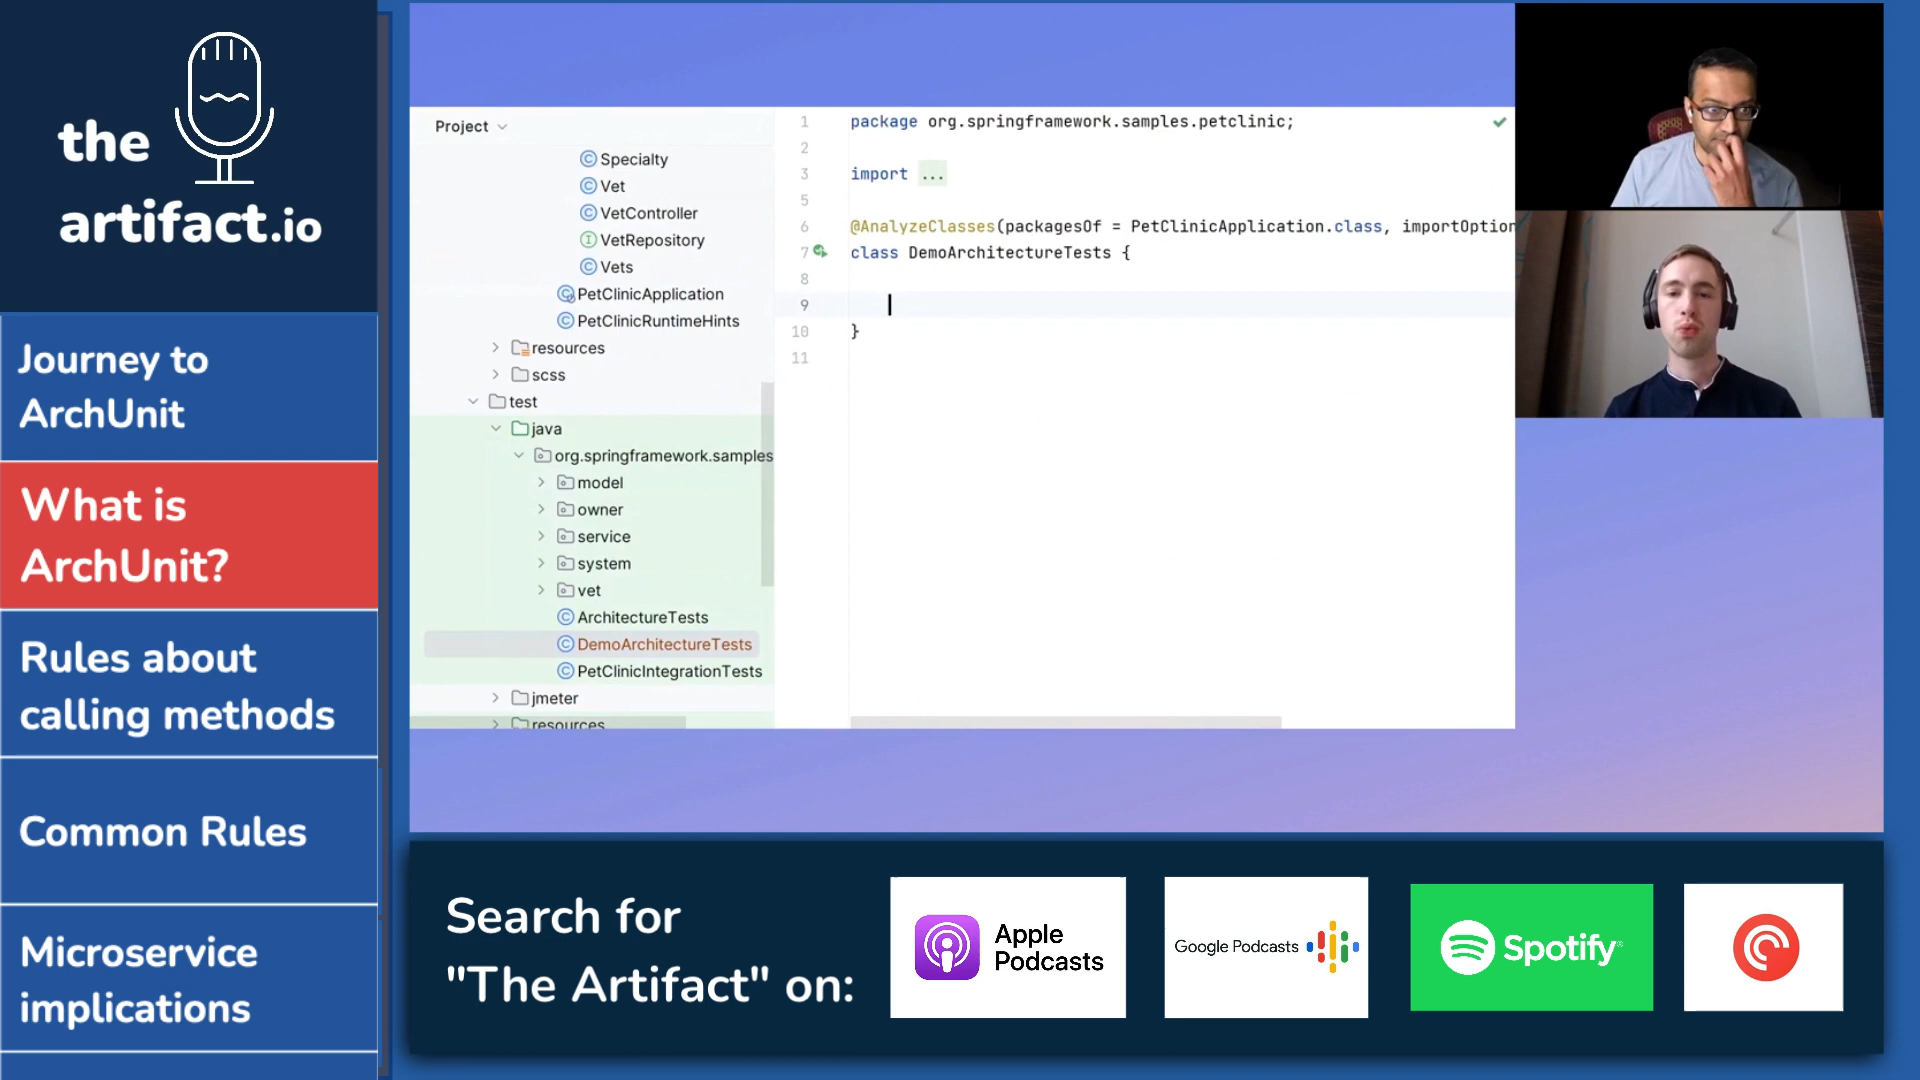 the
artifact.io
Journey to
ArchUnit
What is
ArchUnit?
Rules about
calling methods
Common Rules
Microservice
implications
Project
Specialty
Vet
VetController
VetRepository
Vets
PetClinicApplication
PetClinicRuntimeHints
resources
scss
test
java
org.springframework.samples
model
owner
service
system
vet
ArchitectureTests
DemoArchitectureTests
PetClinicIntegrationTests
jmeter
resources
1 package org.springframework.samples.petclinic;
2
3 import ...
5
6 @AnalyzeClasses(packagesOf = PetClinicApplication.class, importOption
7 class DemoArchitectureTests {
8
9
10 }
11
Search for
"The Artifact" on:
Apple
Podcasts
Google Podcasts
Spotify